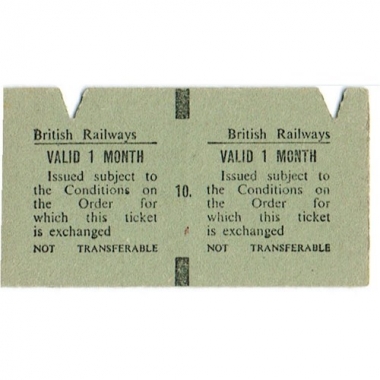 British Railways
VALID 1 MONTH
Issued subject to
the Conditions on
the Order for
which this ticket
is exchanged
NOT TRANSFERABLE
10.
British Railways
VALID 1 MONTH
Issued subject to
the Conditions on
the Order for
which this ticket
is exchanged
NOT TRANSFERABLE